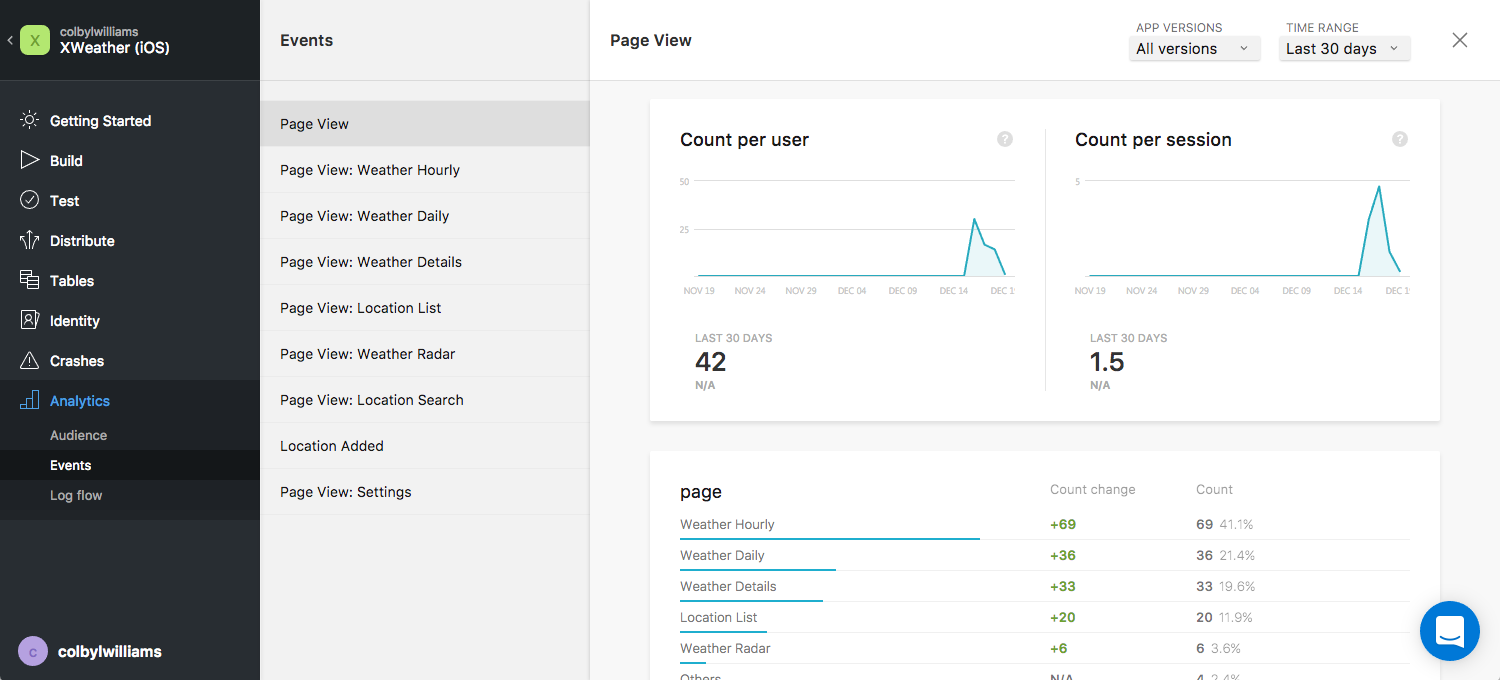 X
colbylwilliams
XWeather (iOS)
Getting Started
Build
Test
Distribute
Tables
Identity
Crashes
Analytics
Audience
Events
Log flow
c
colbylwilliams
Events
Page View
Page View: Weather Hourly
Page View: Weather Daily
Page View: Weather Details
Page View: Location List
Page View: Weather Radar
Page View: Location Search
Location Added
Page View: Settings
Page View
APP VERSIONS
All versions
TIME RANGE
Last 30 days
Count per user
?
50
25
NOV 19 NOV 24 NOV 29 DEC 04 DEC 09 DEC 14 DEC 1
LAST 30 DAYS
42
N/A
Count per session
?
5
NOV 19 NOV 24 NOV 29 DEC 04 DEC 09 DEC 14 DEC 1
LAST 30 DAYS
1.5
N/A
page Count change Count
Weather Hourly +69 69 41.1%
Weather Daily +36 36 21.4%
Weather Details +33 33 19.6%
Location List +20 20 11.9%
Weather Radar +6 6 3.6%
Others N/A 4 2.4%